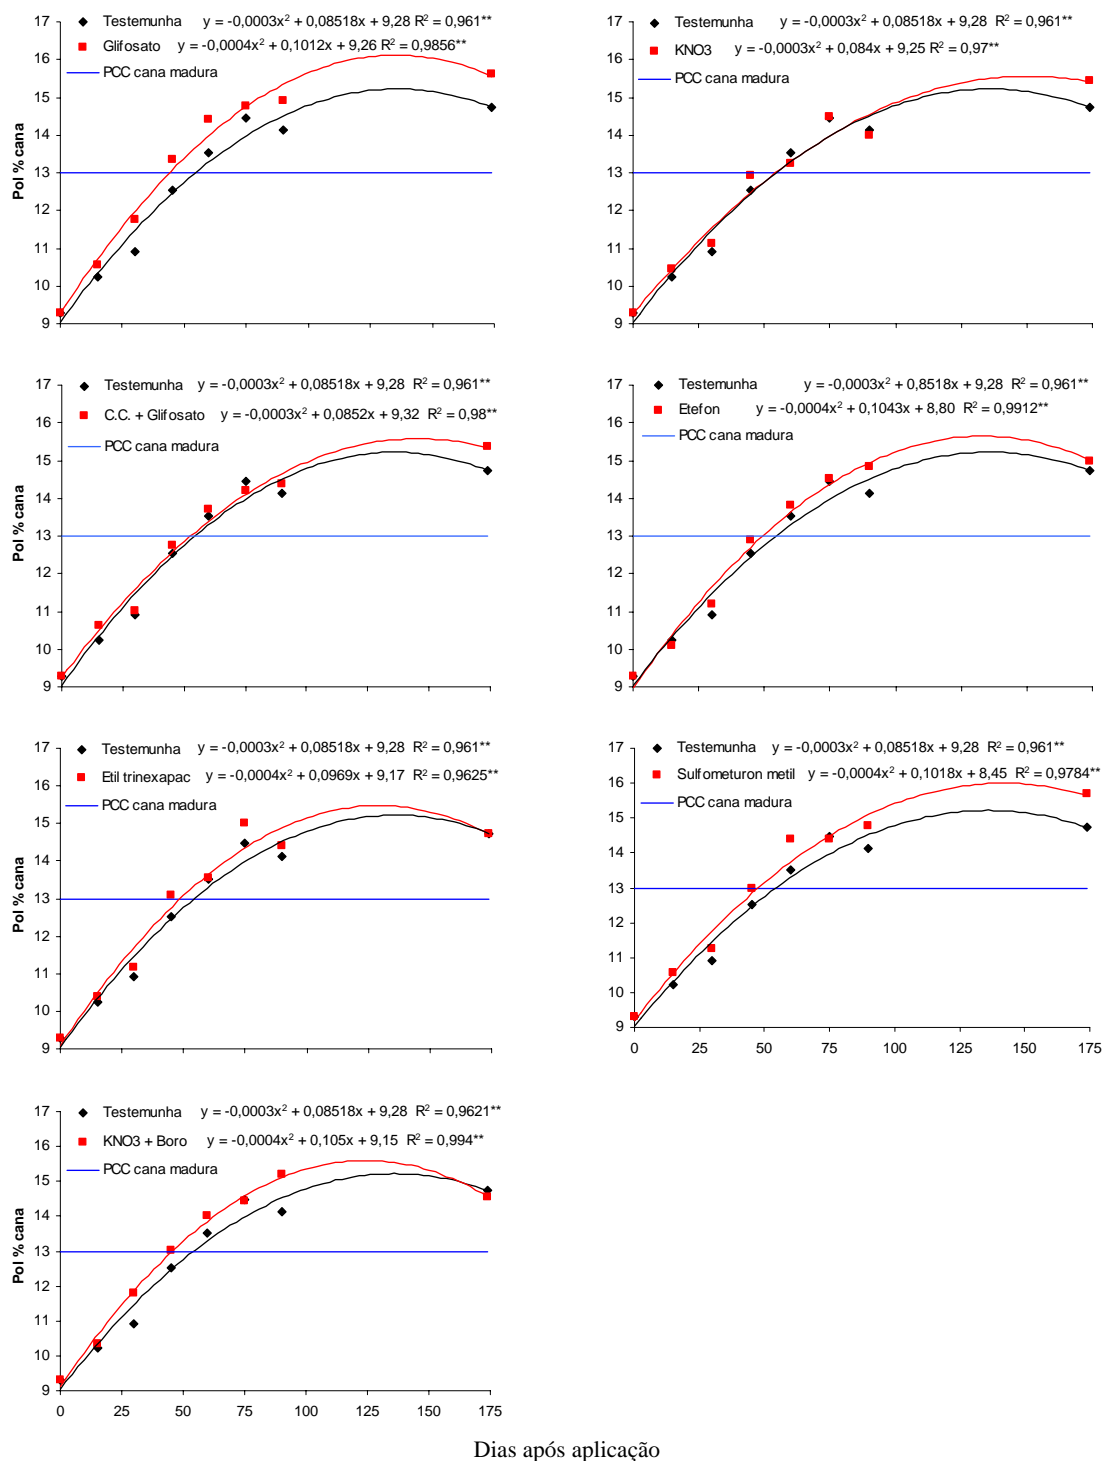 Testemunha y = -0,0003x² + 0,08518x + 9,28 R² = 0,961**
Glifosato y = -0,0004x² + 0,1012x + 9,26 R² = 0,9856**
PCC cana madura
Pol % cana
17
16
15
14
13
12
11
10
9
Testemunha y = -0,0003x² + 0,08518x + 9,28 R² = 0,961**
KNO3 y = -0,0003x² + 0,084x + 9,25 R² = 0,97**
PCC cana madura
17
16
15
14
13
12
11
10
9
Testemunha y = -0,0003x² + 0,08518x + 9,28 R² = 0,961**
C.C. + Glifosato y = -0,0003x² + 0,0852x + 9,32 R² = 0,98**
PCC cana madura
Pol % cana
17
16
15
14
13
12
11
10
9
Testemunha y = -0,0003x² + 0,8518x + 9,28 R² = 0,961**
Etefon y = -0,0004x² + 0,1043x + 8,80 R² = 0,9912**
PCC cana madura
17
16
15
14
13
12
11
10
9
Testemunha y = -0,0003x² + 0,08518x + 9,28 R² = 0,961**
Etil trinexapac y = -0,0004x² + 0,0969x + 9,17 R² = 0,9625**
PCC cana madura
Pol % cana
17
16
15
14
13
12
11
10
9
Testemunha y = -0,0003x² + 0,08518x + 9,28 R² = 0,961**
Sulfometuron metil y = -0,0004x² + 0,1018x + 8,45 R² = 0,9784**
PCC cana madura
17
16
15
14
13
12
11
10
9
0 25 50 75 100 125 150 175
Testemunha y = -0,0003x² + 0,08518x + 9,28 R² = 0,9621**
KNO3 + Boro y = -0,0004x² + 0,105x + 9,15 R² = 0,994**
PCC cana madura
Pol % cana
17
16
15
14
13
12
11
10
9
0 25 50 75 100 125 150 175
Dias após aplicação